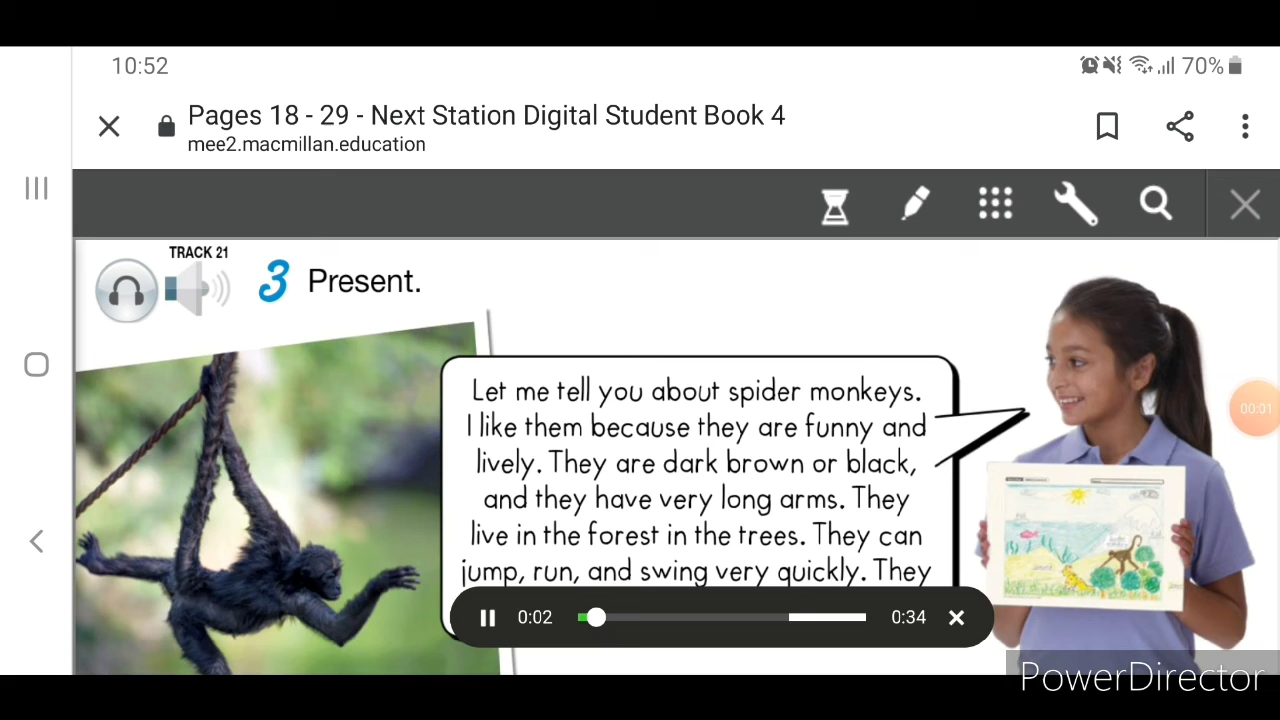 10:52
70%
Pages 18 - 29 - Next Station Digital Student Book 4
mee2.macmillan.education
TRACK 21
3 Present.
Let me tell you about spider monkeys.
I like them because they are funny and
lively. They are dark brown or black,
and they have very long arms. They
live in the forest in the trees. They can
jump, run, and swing very quickly. They
00:01
0:02
0:34
PowerDirector